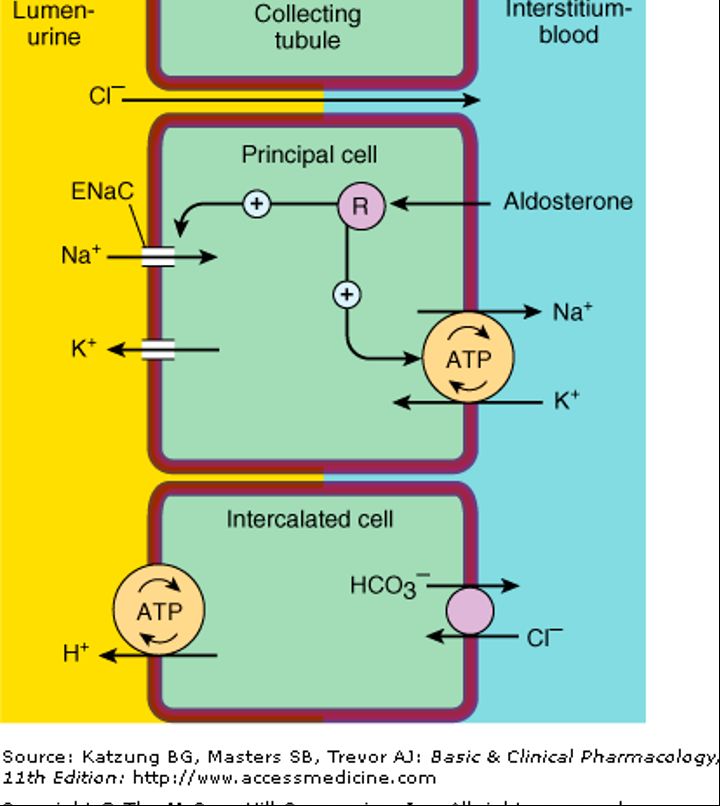 Lumen-
urine
Collecting
tubule
Interstitium-
blood
Cl⁻
Principal cell
ENaC
R
Aldosterone
+
Na⁺
+
Na⁺
K⁺
ATP
K⁺
Intercalated cell
HCO₃⁻
ATP
Cl⁻
H⁺
Source: Katzung BG, Masters SB, Trevor AJ: Basic & Clinical Pharmacology,
11th Edition: http://www.accessmedicine.com